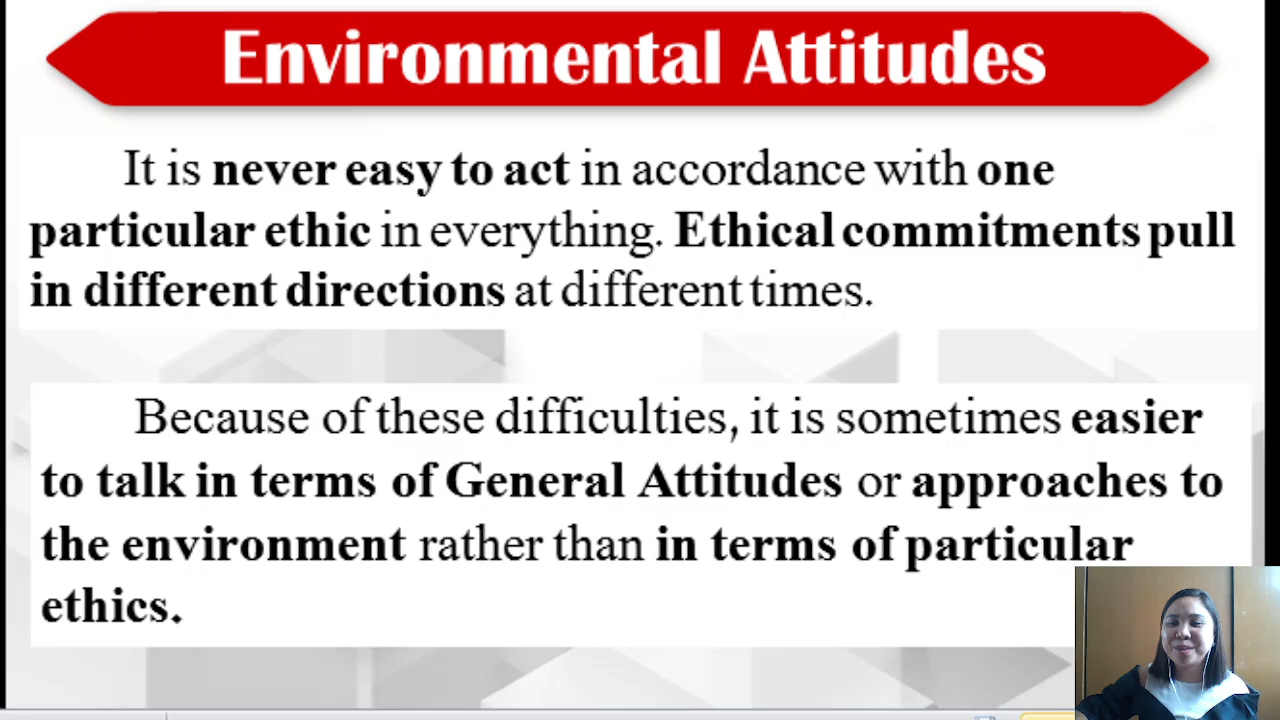 Environmental Attitudes
It is never easy to act in accordance with one
particular ethic in everything. Ethical commitments pull
in different directions at different times.
Because of these difficulties, it is sometimes easier
to talk in terms of General Attitudes or approaches to
the environment rather than in terms of particular
ethics.